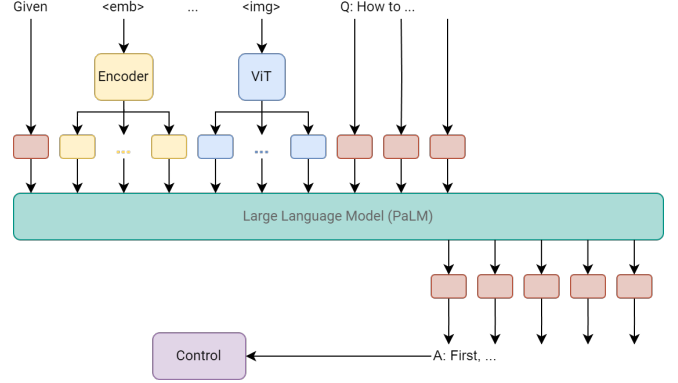 Given <emb> ... <img> Q: How to ...
Encoder ViT
... ...
Large Language Model (PaLM)
Control A: First, ...